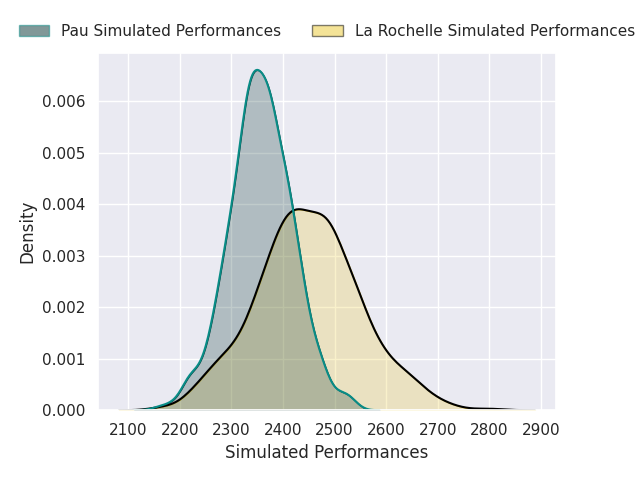 Pau Simulated Performances
La Rochelle Simulated Performances
Density
0.006
0.005
0.004
0.003
0.002
0.001
0.000
2100 2200 2300 2400 2500 2600 2700 2800 2900
Simulated Performances